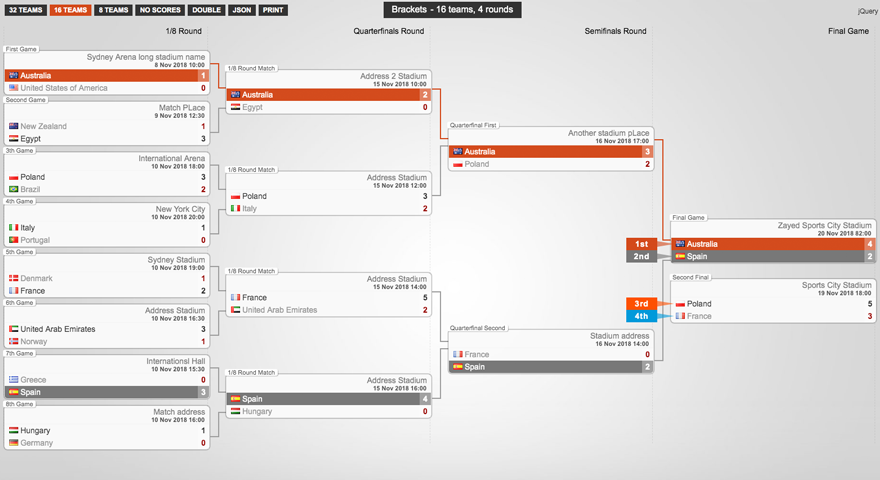 32 TEAMS 16 TEAMS 8 TEAMS NO SCORES DOUBLE JSON PRINT
Brackets - 16 teams, 4 rounds
jQuery
1/8 Round
Quarterfinals Round
Semifinals Round
Final Game
First Game
Sydney Arena long stadium name
8 Nov 2018 10:00
Australia 1
United States of America 0
Second Game
Match PLace
9 Nov 2018 12:30
New Zealand 1
Egypt 3
3th Game
International Arena
10 Nov 2018 18:00
Poland 3
Brazil 2
4th Game
New York City
10 Nov 2018 20:00
Italy 1
Portugal 0
5th Game
Sydney Stadium
10 Nov 2018 19:00
Denmark 1
France 2
6th Game
Address Stadium
10 Nov 2018 16:30
United Arab Emirates 3
Norway 1
7th Game
International Hall
10 Nov 2018 15:30
Greece 0
Spain 3
8th Game
Match address
10 Nov 2018 16:00
Hungary 1
Germany 0
1/8 Round Match
Address 2 Stadium
15 Nov 2018 10:00
Australia 2
Egypt 0
1/8 Round Match
Address Stadium
15 Nov 2018 12:00
Poland 3
Italy 2
1/8 Round Match
Address Stadium
15 Nov 2018 14:00
France 5
United Arab Emirates 2
1/8 Round Match
Address Stadium
15 Nov 2018 16:00
Spain 4
Hungary 0
Quarterfinal First
Another stadium pLace
16 Nov 2018 17:00
Australia 3
Poland 2
Quarterfinal Second
Stadium address
16 Nov 2018 14:00
France 0
Spain 2
Final Game
Zayed Sports City Stadium
20 Nov 2018 82:00
1st Australia 4
2nd Spain 2
Second Final
Sports City Stadium
19 Nov 2018 18:00
3rd Poland 5
4th France 3